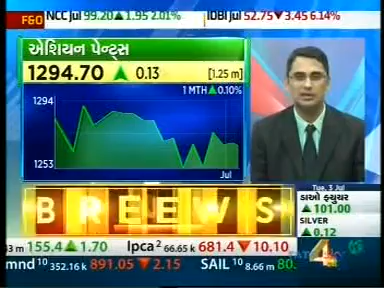 F&O
NCC Jul 99.20 ▲ 1.95 2.01% IDBI Jul 52.75 ▼ 3.45 6.14%
એશિયન પેન્ટ્સ
1294.70 ▲ 0.13 [1.25 m]
1 MTH ▲ 0.10%
1294
1253
Jul
B R E E W S
Tue, 3 Jul
ડાઓ ફ્યુચર
▲ 101.00
SILVER
▲ 0.12
155.4 ▲ 1.70 Ipca 2 66.65 k 681.4 ▼ 10.10
mnd 10 352.16 k 891.05 ▼ 2.15 SAIL 10 8.66 m 80